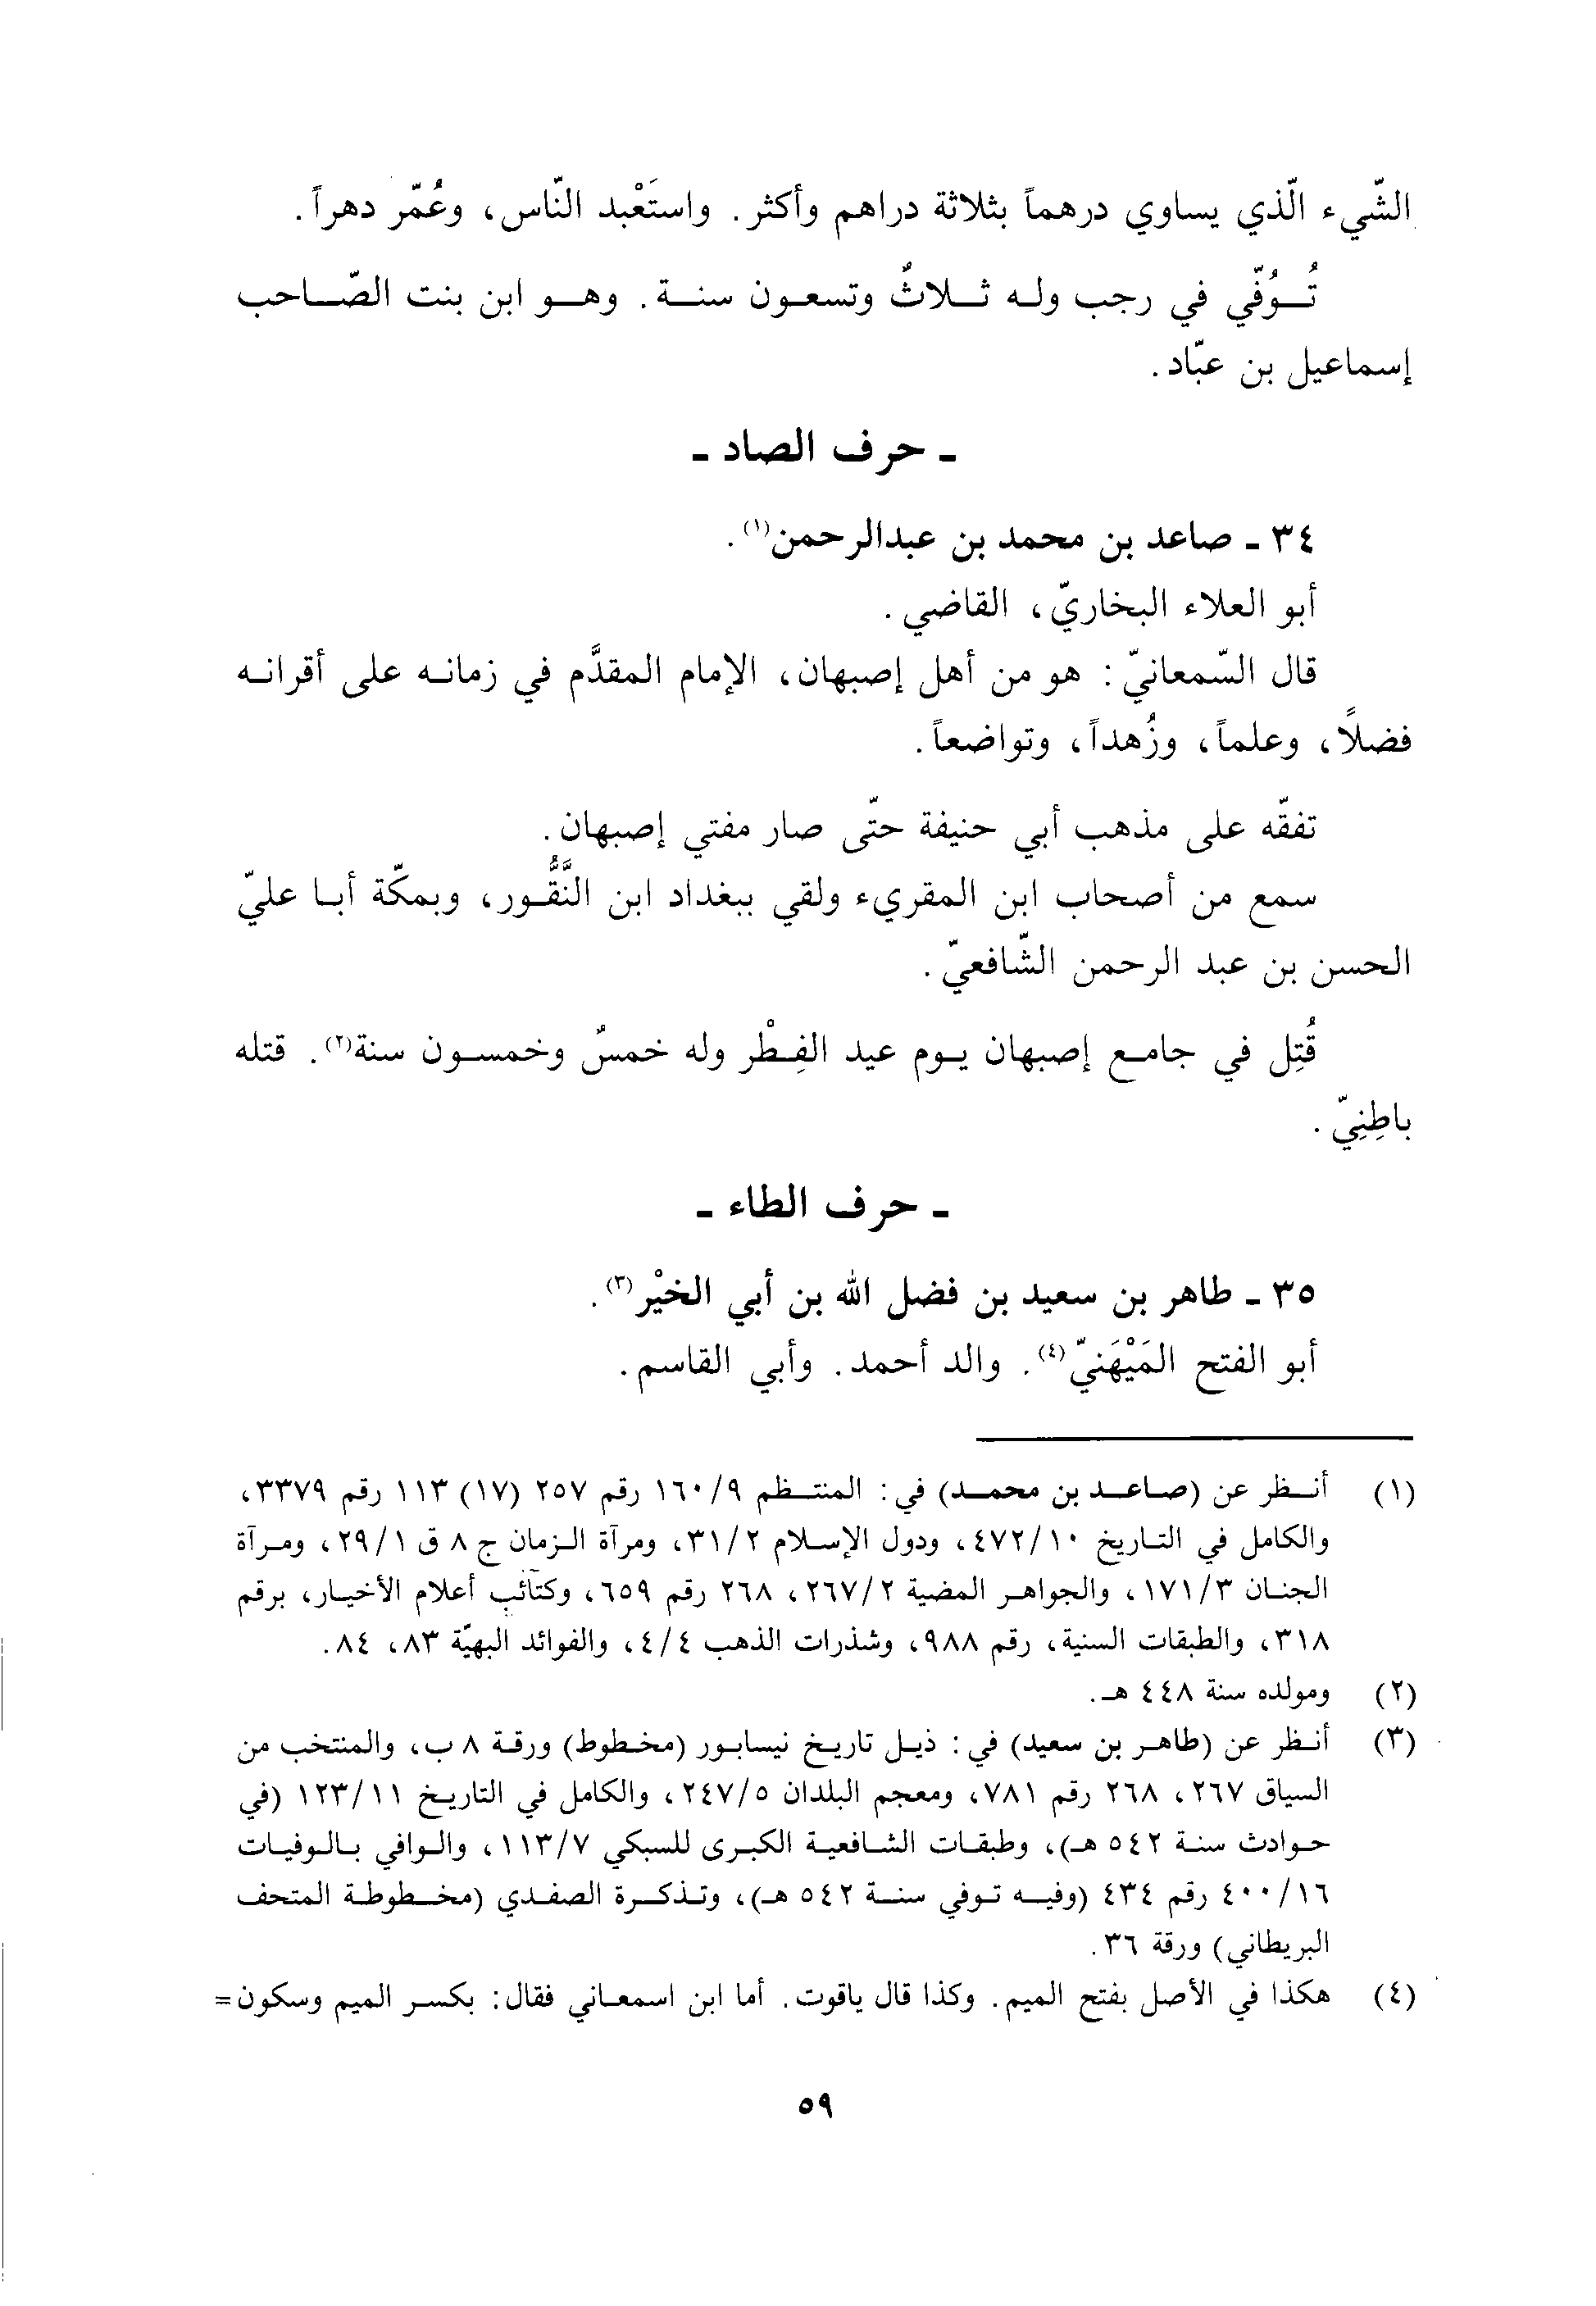 الشّيء الّذي يساوي درهماً بثلاثة دراهم وأكثر. واستَعْبد النّاس، وعُمّر دهراً.
تُوُفّي في رجب وله ثلاثٌ وتسعون سنة. وهو ابن بنت الصّاحب
إسماعيل بن عبّاد.
- حرف الصاد -
٣٤ - صاعد بن محمد بن عبدالرحمن(١).
أبو العلاء البخاريّ، القاضي.
قال السّمعانيّ: هو من أهل إصبهان، الإمام المقدَّم في زمانه على أقرانه
فضلاً، وعلماً، وزُهداً، وتواضعاً.
تفقّه على مذهب أبي حنيفة حتّى صار مفتي إصبهان.
سمع من أصحاب ابن المقريء ولقي ببغداد ابن النَّقُّور، وبمكّة أبا عليّ
الحسن بن عبد الرحمن الشّافعيّ.
قُتِل في جامع إصبهان يوم عيد الفِطْر وله خمسٌ وخمسون سنة(٢). قتله
باطِنِيّ.
- حرف الطاء -
٣٥ - طاهر بن سعيد بن فضل الله بن أبي الخيْر(٣).
أبو الفتح المَيْهَنيّ(٤). والد أحمد. وأبي القاسم.
(١) أنظر عن (صاعد بن محمد) في: المنتظم ١٦٠/٩ رقم ٢٥٧ (١٧) ١١٣ رقم ٣٣٧٩،
والكامل في التاريخ ٤٧٢/١٠، ودول الإسلام ٣١/٢، ومرآة الزمان ج ٨ ق ٢٩/١، ومرآة
الجنان ١٧١/٣، والجواهر المضية ٢٦٧/٢، ٢٦٨ رقم ٦٥٩، وكتائب أعلام الأخيار، برقم
٣١٨، والطبقات السنية، رقم ٩٨٨، وشذرات الذهب ٤/٤، والفوائد البهيّة ٨٣، ٨٤.
(٢) ومولده سنة ٤٤٨ هـ.
(٣) أنظر عن (طاهر بن سعيد) في: ذيل تاريخ نيسابور (مخطوط) ورقة ٨ ب، والمنتخب من
السياق ٢٦٧، ٢٦٨ رقم ٧٨١، ومعجم البلدان ٢٤٧/٥، والكامل في التاريخ ١٢٣/١١ (في
حوادث سنة ٥٤٢ هـ)، وطبقات الشافعية الكبرى للسبكي ١١٣/٧، والوافي بالوفيات
٤٠٠/١٦ رقم ٤٣٤ (وفيه توفي سنة ٥٤٢ هـ)، وتذكرة الصفدي (مخطوطة المتحف
البريطاني) ورقة ٣٦.
(٤) هكذا في الأصل بفتح الميم. وكذا قال ياقوت. أما ابن اسمعاني فقال: بكسر الميم وسكون=
٥٩